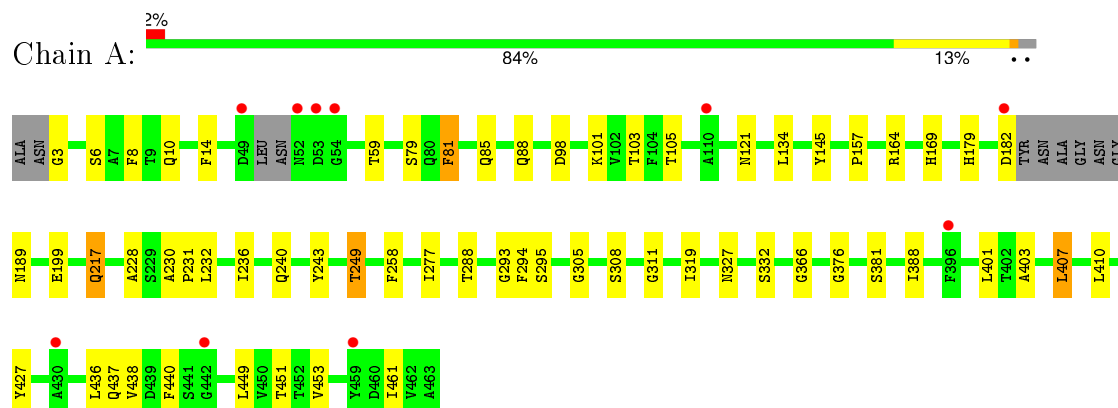 2%
Chain A:
84% 13% ••
ALA ASN G3 S6 A7 F8 T9 Q10 F14 D49 LEU ASN N52 D53 G54 T59 S79 Q80 F81 Q85 Q88 D98 K101 V102 T103 F104 T105 A110 N121 L134 Y145 P157 R164 H169 H179 D182 TYR ASN ALA GLY ASN GLY
N189 E199 Q217 A228 S229 A230 P231 L232 I236 Q240 Y243 T249 F258 I277 T288 G293 F294 S295 G305 S308 G311 I319 N327 S332 G366 G376 S381 I388 F396 L401 T402 A403 L407 L410
Y427 A430 L436 Q437 V438 D439 F440 S441 G442 L449 V450 T451 T452 V453 Y459 D460 I461 V462 A463